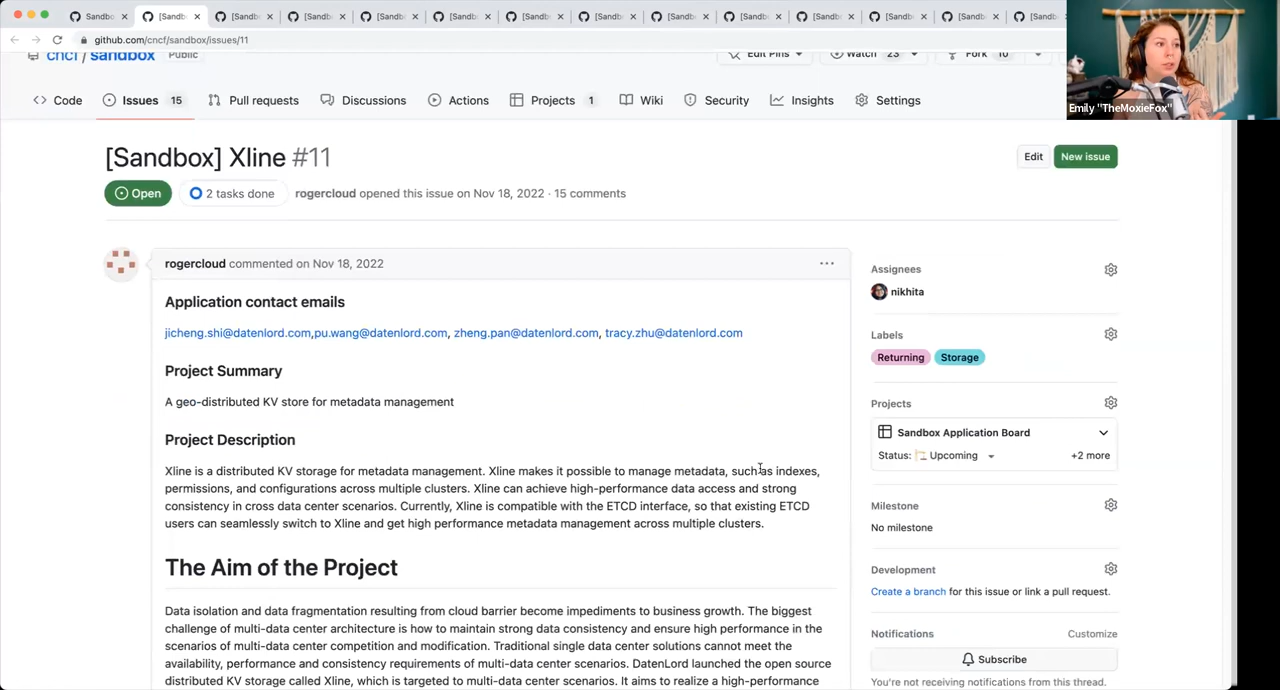 Sandbo
[Sandbo
[Sandb
[Sandb
[Sandb
[Sandb
[Sandb
[Sandb
[Sandb
[Sandb
[Sandb
[Sandb
[Sandb
[Sandb
github.com/cncf/sandbox/issues/11
cncf / sandbox Public
Edit Pins Watch 23 Fork 10
Code Issues 15 Pull requests Discussions Actions Projects 1 Wiki Security Insights Settings
Emily "TheMoxieFox"
[Sandbox] Xline #11
Edit New issue
Open 2 tasks done rogercloud opened this issue on Nov 18, 2022 · 15 comments
rogercloud commented on Nov 18, 2022
Application contact emails
jicheng.shi@datenlord.com,pu.wang@datenlord.com, zheng.pan@datenlord.com, tracy.zhu@datenlord.com
Project Summary
A geo-distributed KV store for metadata management
Project Description
Xline is a distributed KV storage for metadata management. Xline makes it possible to manage metadata, such as indexes,
permissions, and configurations across multiple clusters. Xline can achieve high-performance data access and strong
consistency in cross data center scenarios. Currently, Xline is compatible with the ETCD interface, so that existing ETCD
users can seamlessly switch to Xline and get high performance metadata management across multiple clusters.
The Aim of the Project
Data isolation and data fragmentation resulting from cloud barrier become impediments to business growth. The biggest
challenge of multi-data center architecture is how to maintain strong data consistency and ensure high performance in the
scenarios of multi-data center competition and modification. Traditional single data center solutions cannot meet the
availability, performance and consistency requirements of multi-data center scenarios. DatenLord launched the open source
distributed KV storage called Xline, which is targeted to multi-data center scenarios. It aims to realize a high-performance
Assignees
nikhita
Labels
Returning Storage
Projects
Sandbox Application Board
Status: Upcoming +2 more
Milestone
No milestone
Development
Create a branch for this issue or link a pull request.
Notifications Customize
Subscribe
You're not receiving notifications from this thread.